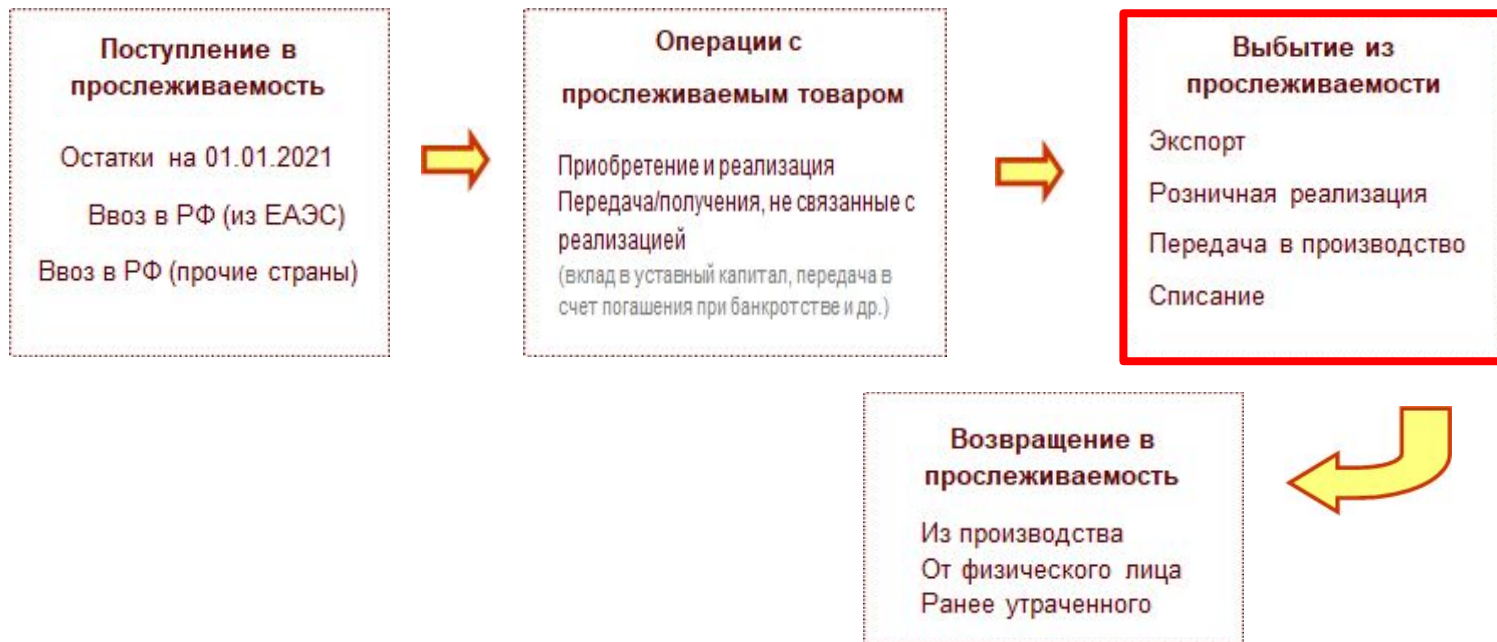 Поступление в
прослеживаемость
Остатки на 01.01.2021
Ввоз в РФ (из ЕАЭС)
Ввоз в РФ (прочие страны)
Операции с
прослеживаемым товаром
Приобретение и реализация
Передача/получения, не связанные с
реализацией
(вклад в уставный капитал, передача в
счет погашения при банкротстве и др.)
Выбытие из
прослеживаемости
Экспорт
Розничная реализация
Передача в производство
Списание
Возвращение в
прослеживаемость
Из производства
От физического лица
Ранее утраченного